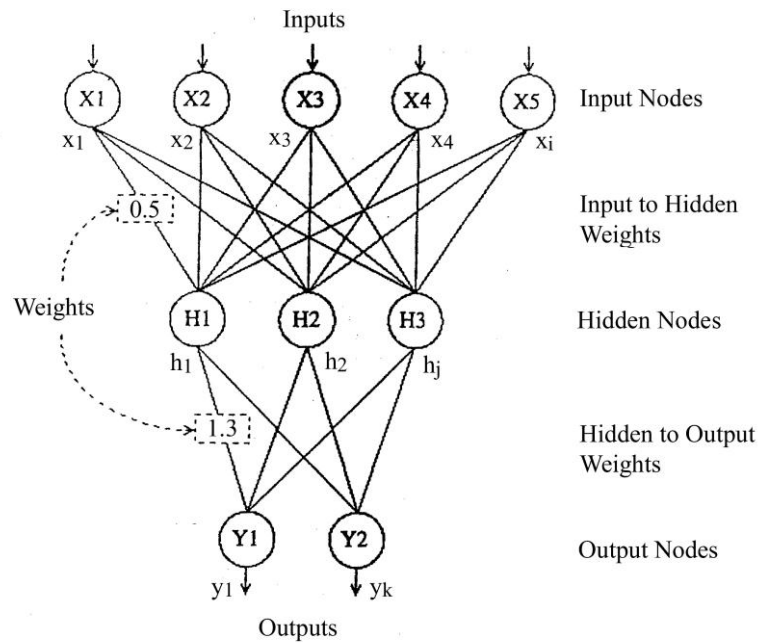 Inputs
X1 X2 X3 X4 X5 Input Nodes
x1 x2 x3 x4 xi
0.5
Input to Hidden
Weights
Weights
H1 H2 H3 Hidden Nodes
h1 h2 hj
1.3
Hidden to Output
Weights
Y1 Y2 Output Nodes
y1 yk
Outputs